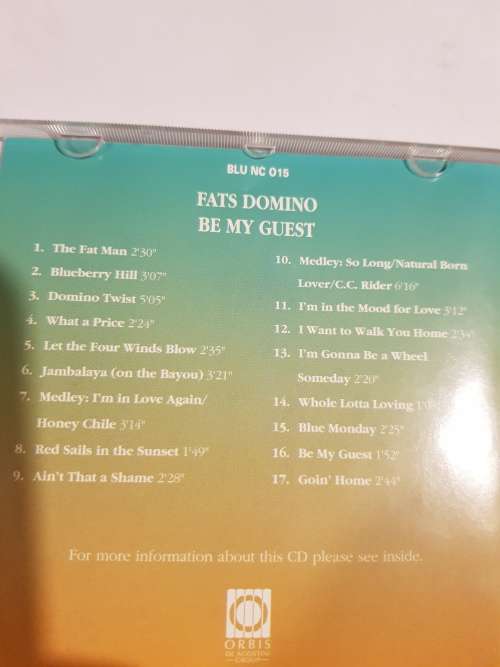 BLU NC 015
FATS DOMINO
BE MY GUEST
1. The Fat Man 2'30"
2. Blueberry Hill 3'07"
3. Domino Twist 5'05"
4. What a Price 2'24"
5. Let the Four Winds Blow 2'35"
6. Jambalaya (on the Bayou) 3'21"
7. Medley: I'm in Love Again/
Honey Chile 3'14"
8. Red Sails in the Sunset 1'49"
9. Ain't That a Shame 2'28"
10. Medley: So Long/Natural Born
Lover/C.C. Rider 6'16"
11. I'm in the Mood for Love 3'12"
12. I Want to Walk You Home 2'34"
13. I'm Gonna Be a Wheel
Someday 2'20"
14. Whole Lotta Loving
15. Blue Monday 2'25"
16. Be My Guest 1'52"
17. Goin' Home 2'44"
For more information about this CD please see inside.
ORBIS
DE AGOSTINI
GROUP